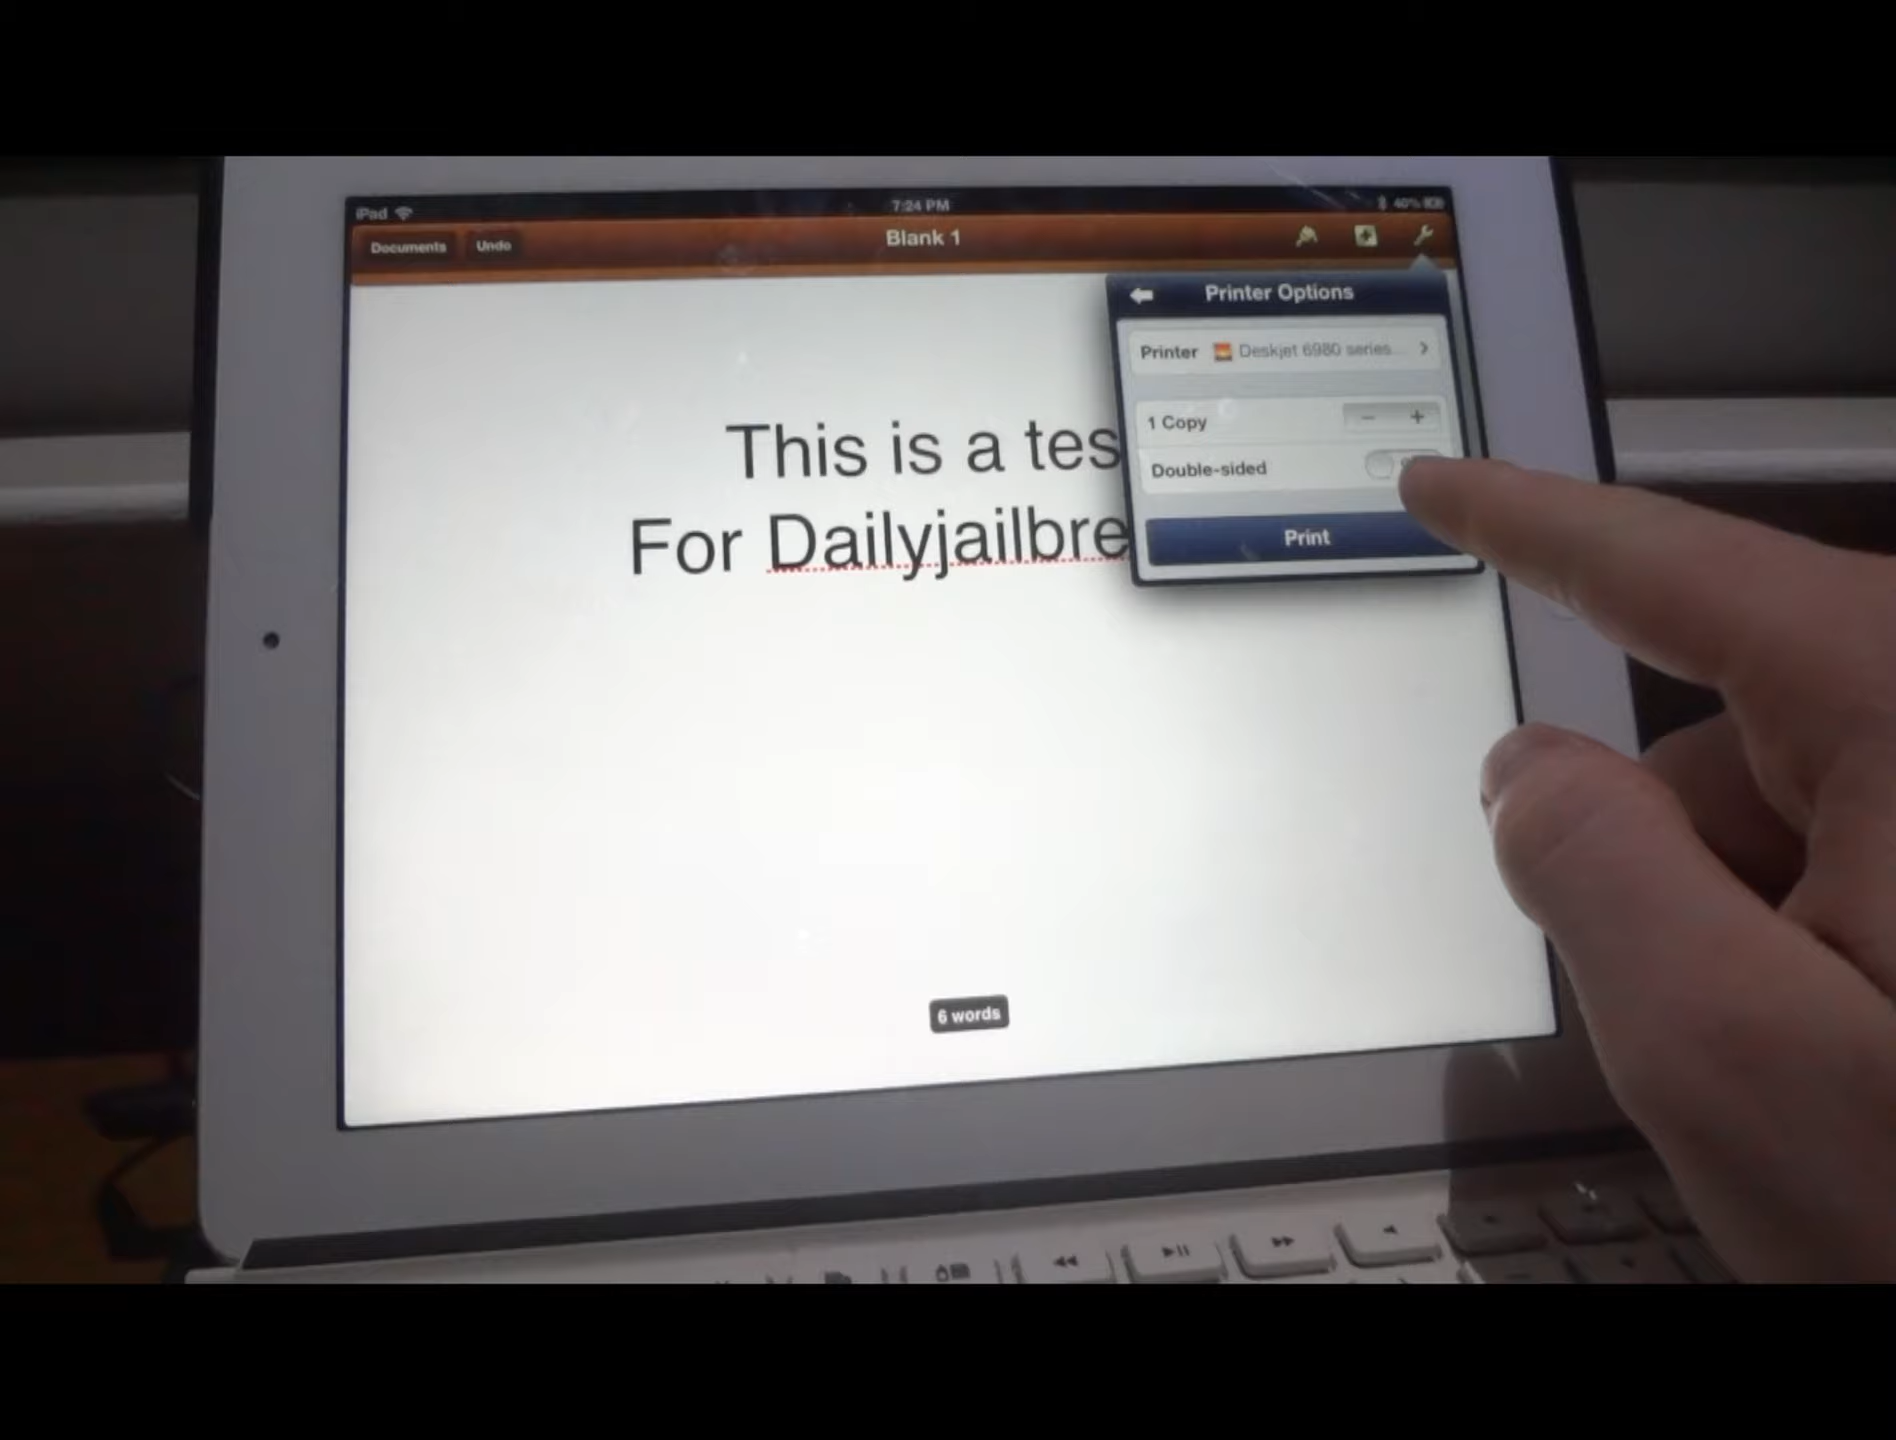 iPad 7:24 PM 40%
Documents Undo Blank 1
Printer Options
Printer Deskjet 6980 series...
1 Copy - +
Double-sided
Print
This is a tes
For Dailyjailbre
6 words